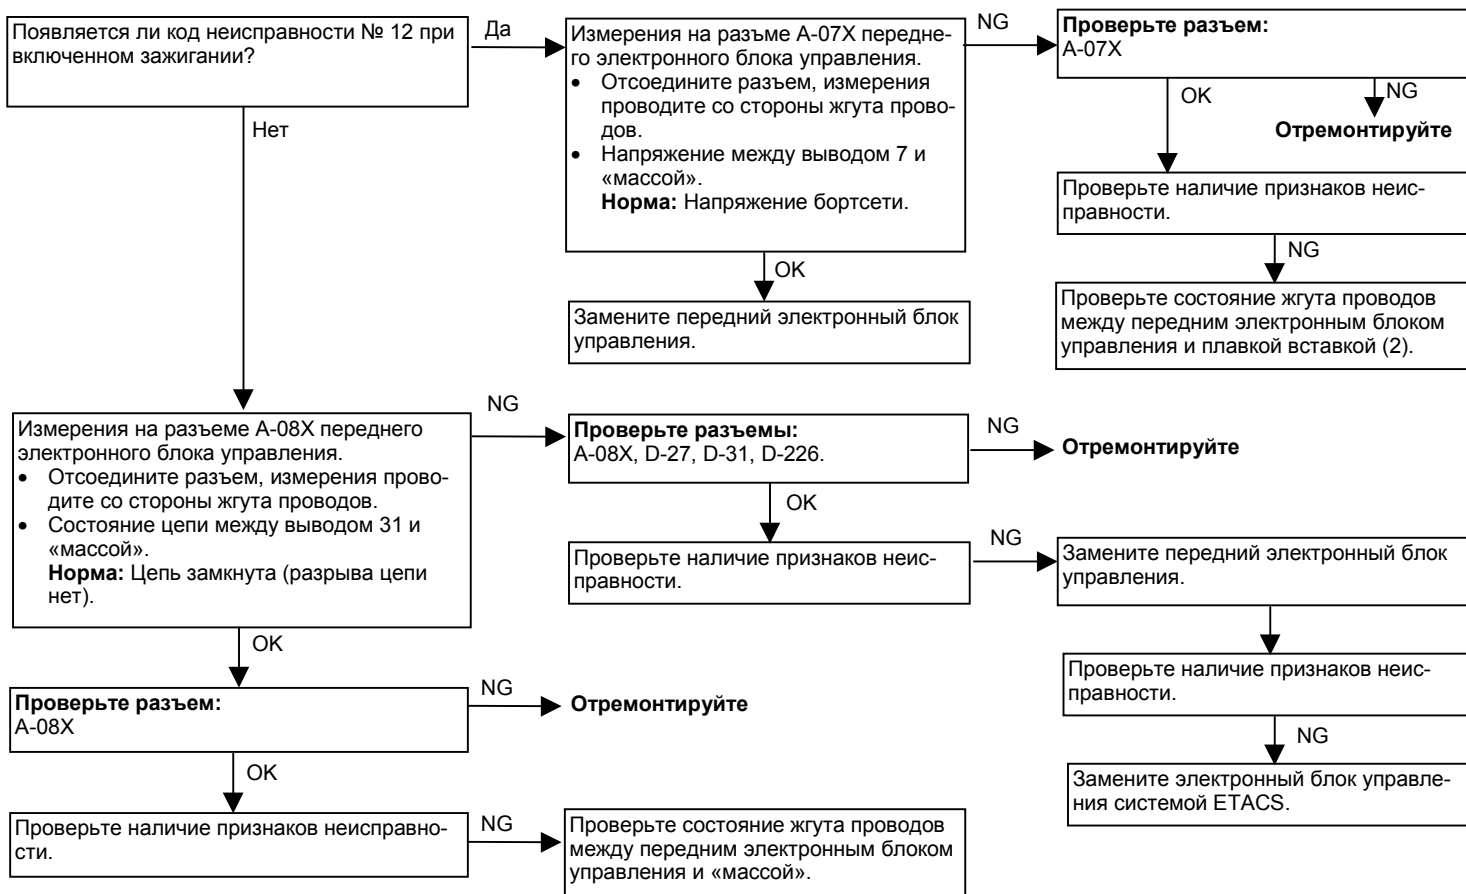 Появляется ли код неисправности № 12 при
включенном зажигании?
Да
Нет
Измерения на разъме А-07Х передне-
го электронного блока управления.
• Отсоедините разъем, измерения
проводите со стороны жгута прово-
дов.
• Напряжение между выводом 7 и
«массой».
Норма: Напряжение бортсети.
NG
OK
Замените передний электронный блок
управления.
Проверьте разъем:
А-07Х
OK
NG
Отремонтируйте
Проверьте наличие признаков неис-
правности.
NG
Проверьте состояние жгута проводов
между передним электронным блоком
управления и плавкой вставкой (2).
Измерения на разъеме А-08Х переднего
электронного блока управления.
• Отсоедините разъем, измерения прово-
дите со стороны жгута проводов.
• Состояние цепи между выводом 31 и
«массой».
Норма: Цепь замкнута (разрыва цепи
нет).
NG
OK
Проверьте разъемы:
А-08Х, D-27, D-31, D-226.
NG
Отремонтируйте
OK
Проверьте наличие признаков неис-
правности.
NG
Замените передний электронный блок
управления.
Проверьте наличие признаков неис-
правности.
NG
Замените электронный блок управле-
ния системой ETACS.
Проверьте разъем:
А-08Х
NG
Отремонтируйте
OK
Проверьте наличие признаков неисправно-
сти.
NG
Проверьте состояние жгута проводов
между передним электронным блоком
управления и «массой».